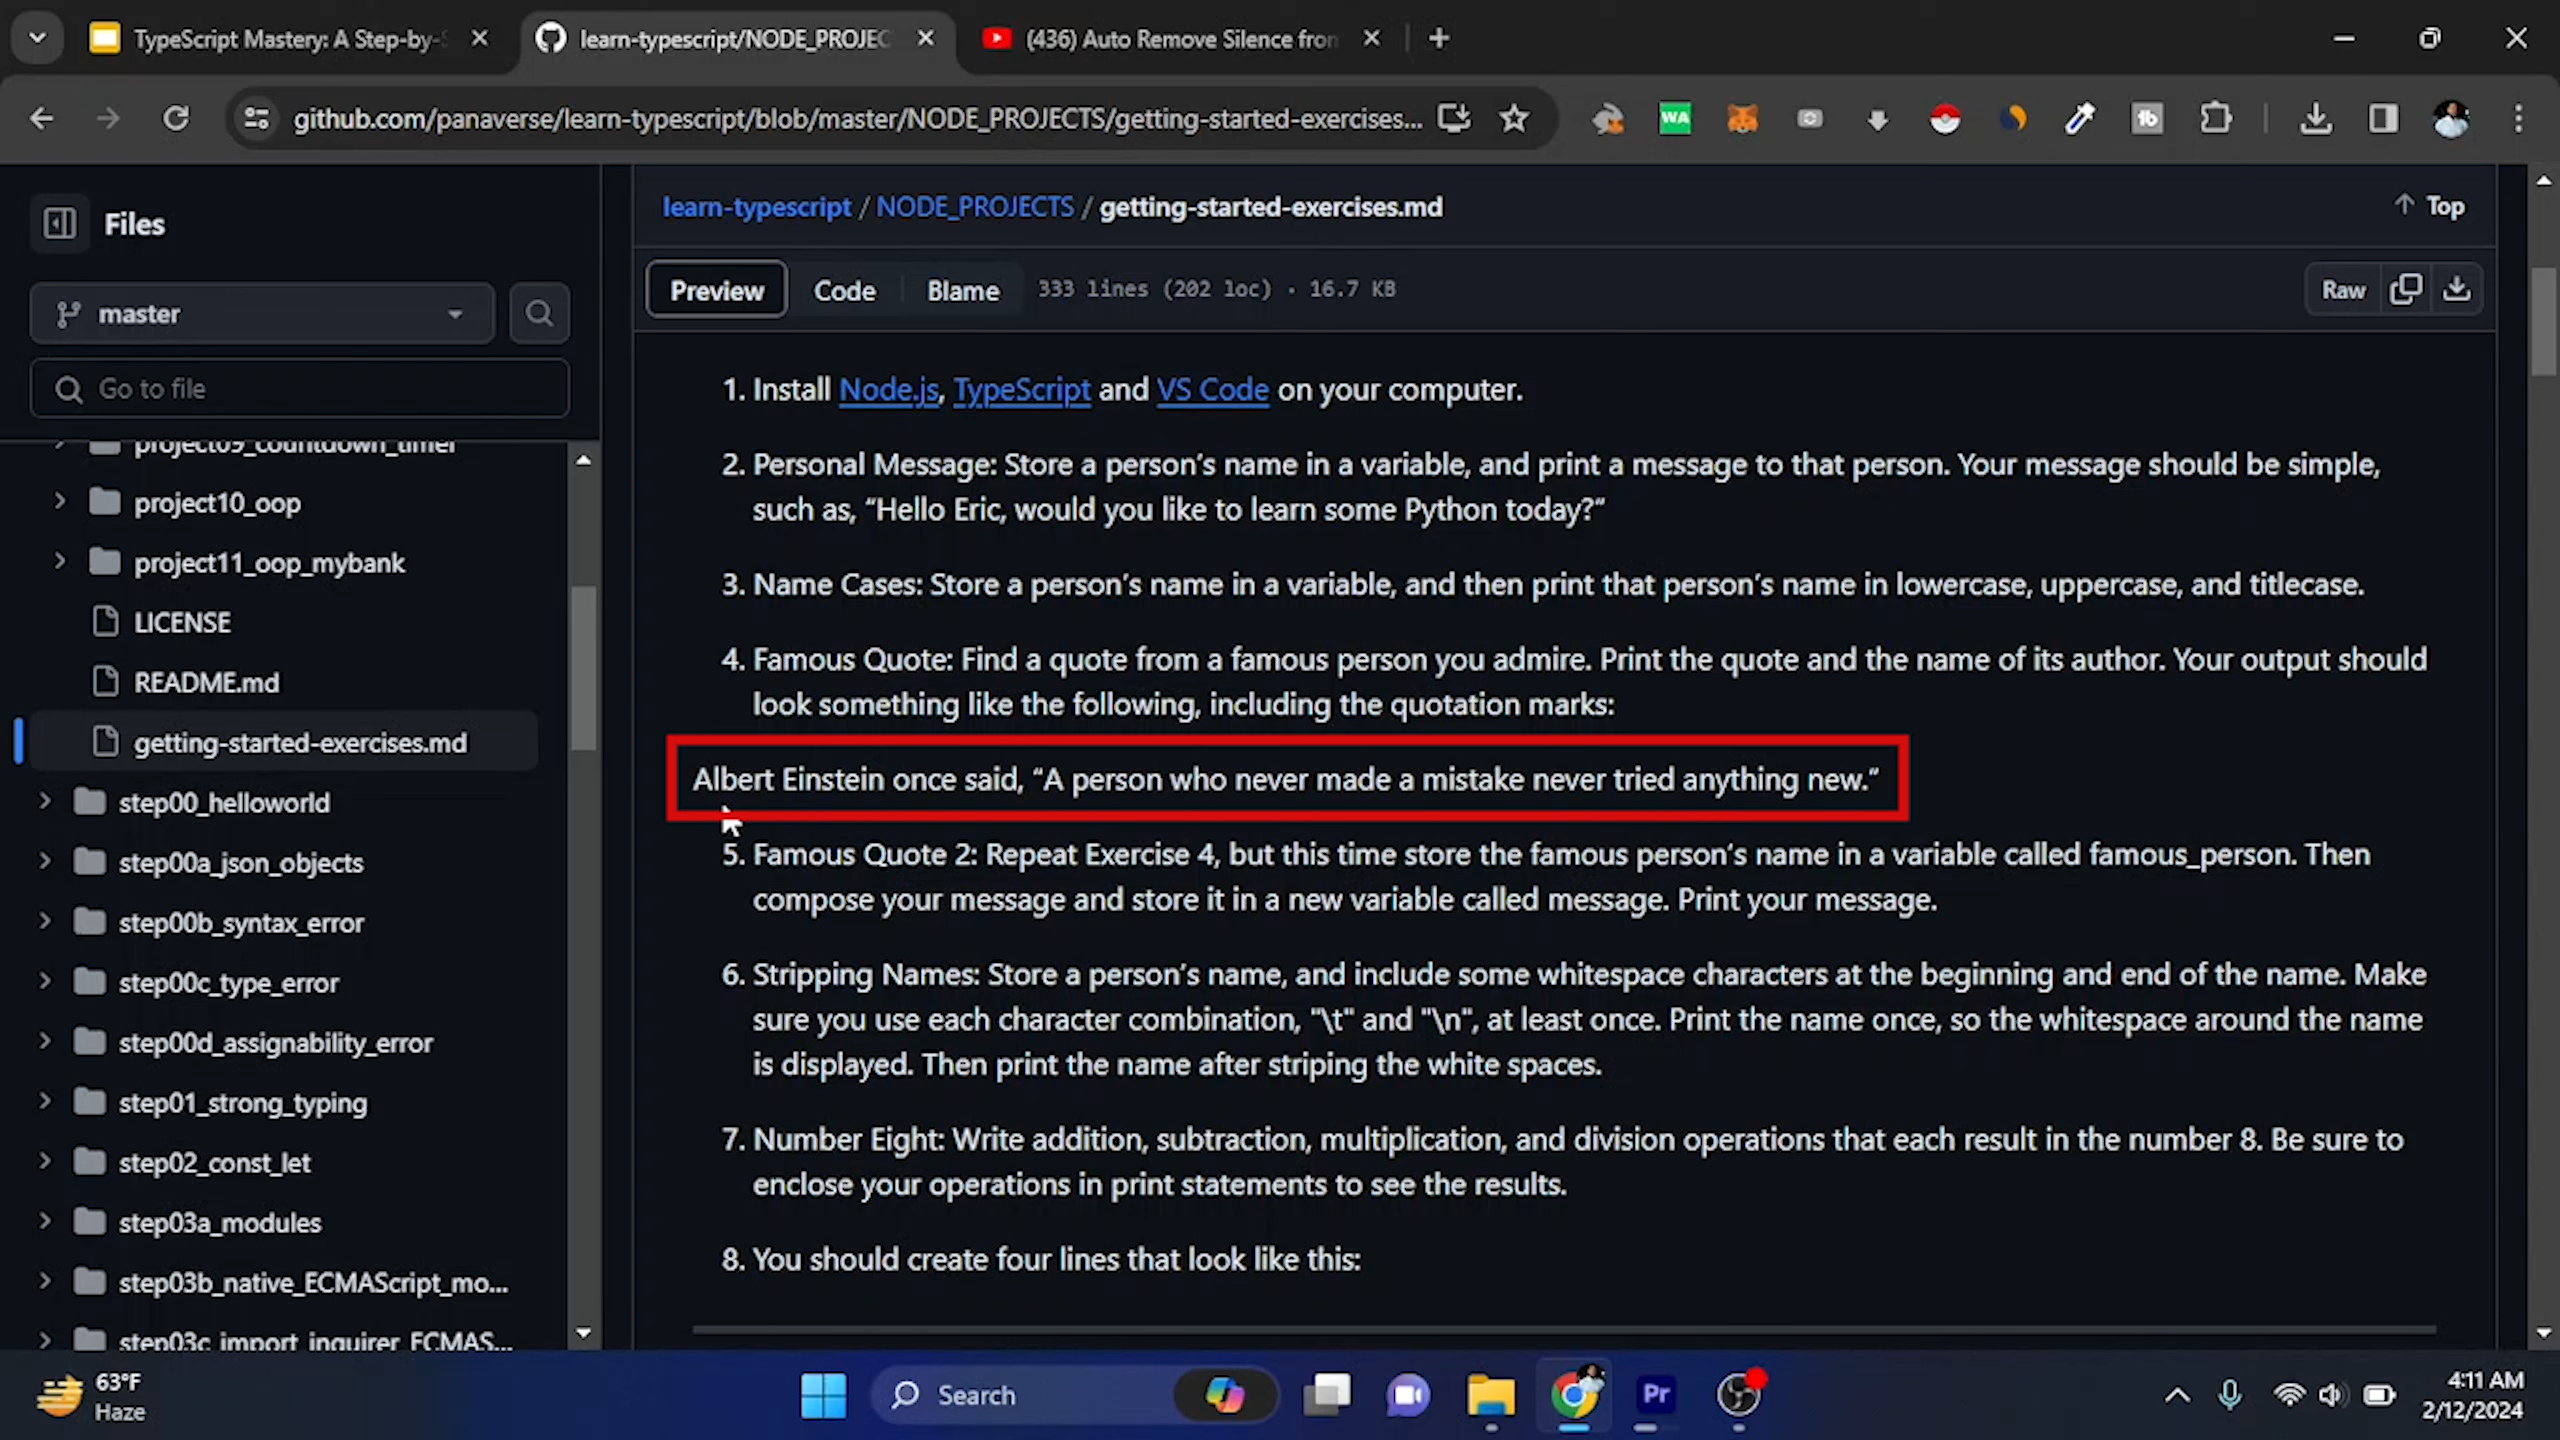 TypeScript Mastery: A Step-by-S
learn-typescript/NODE_PROJEC
(436) Auto Remove Silence from
github.com/panaverse/learn-typescript/blob/master/NODE_PROJECTS/getting-started-exercises...
WA
Files
master
Go to file
project09_countdown_timer
project10_oop
project11_oop_mybank
LICENSE
README.md
getting-started-exercises.md
step00_helloworld
step00a_json_objects
step00b_syntax_error
step00c_type_error
step00d_assignability_error
step01_strong_typing
step02_const_let
step03a_modules
step03b_native_ECMAScript_mo...
step03c_import_inquirer_ECMAS...
learn-typescript / NODE_PROJECTS / getting-started-exercises.md
Top
Preview Code Blame 333 lines (202 loc) · 16.7 KB
Raw
1. Install Node.js, TypeScript and VS Code on your computer.
2. Personal Message: Store a person’s name in a variable, and print a message to that person. Your message should be simple,
such as, “Hello Eric, would you like to learn some Python today?”
3. Name Cases: Store a person’s name in a variable, and then print that person’s name in lowercase, uppercase, and titlecase.
4. Famous Quote: Find a quote from a famous person you admire. Print the quote and the name of its author. Your output should
look something like the following, including the quotation marks:
Albert Einstein once said, “A person who never made a mistake never tried anything new.”
5. Famous Quote 2: Repeat Exercise 4, but this time store the famous person’s name in a variable called famous_person. Then
compose your message and store it in a new variable called message. Print your message.
6. Stripping Names: Store a person’s name, and include some whitespace characters at the beginning and end of the name. Make
sure you use each character combination, "\t" and "\n", at least once. Print the name once, so the whitespace around the name
is displayed. Then print the name after striping the white spaces.
7. Number Eight: Write addition, subtraction, multiplication, and division operations that each result in the number 8. Be sure to
enclose your operations in print statements to see the results.
8. You should create four lines that look like this:
63°F
Haze
Search
Pr
4:11 AM
2/12/2024